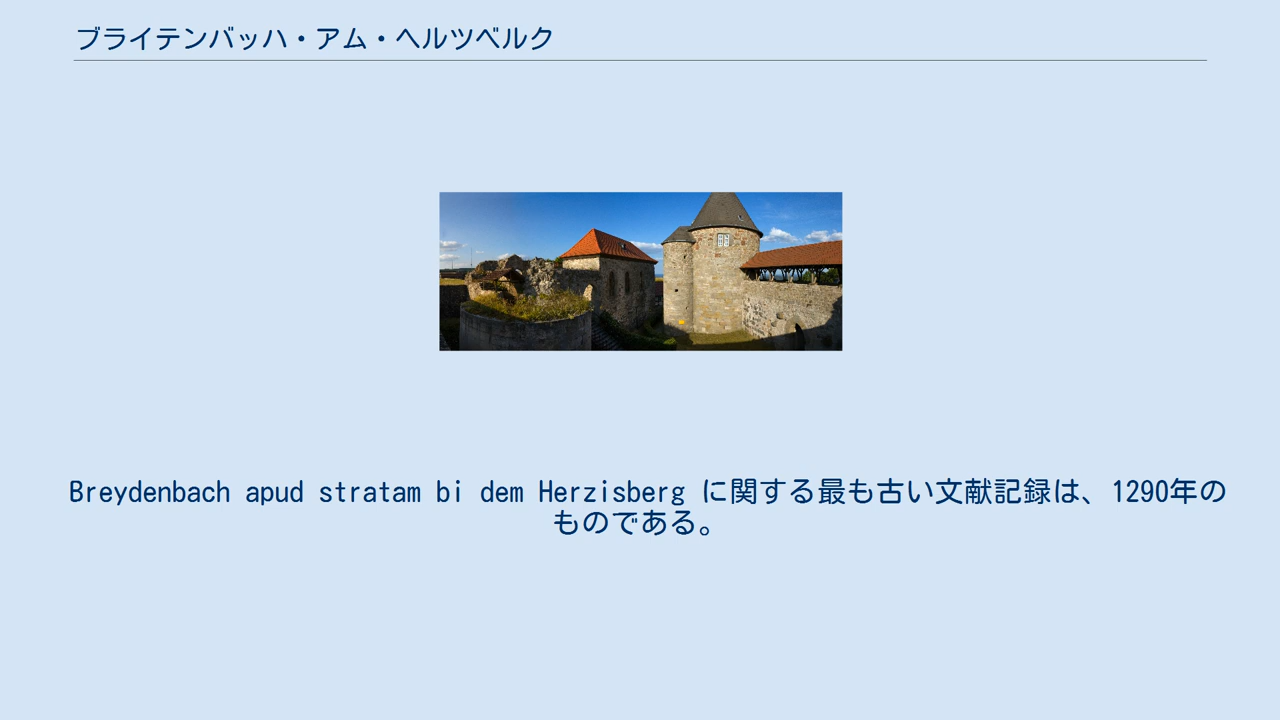 ブライテンバッハ・アム・ヘルツベルク
Breydenbach apud stratam bi dem Herzisberg に関する最も古い文献記録は、1290年の
ものである。